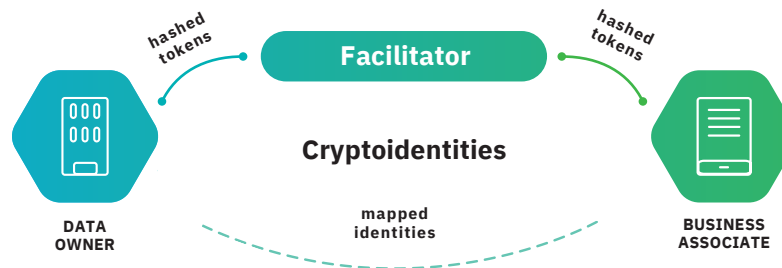 hashed
tokens
Facilitator
hashed
tokens
Cryptoidentities
mapped
identities
DATA
OWNER
BUSINESS
ASSOCIATE